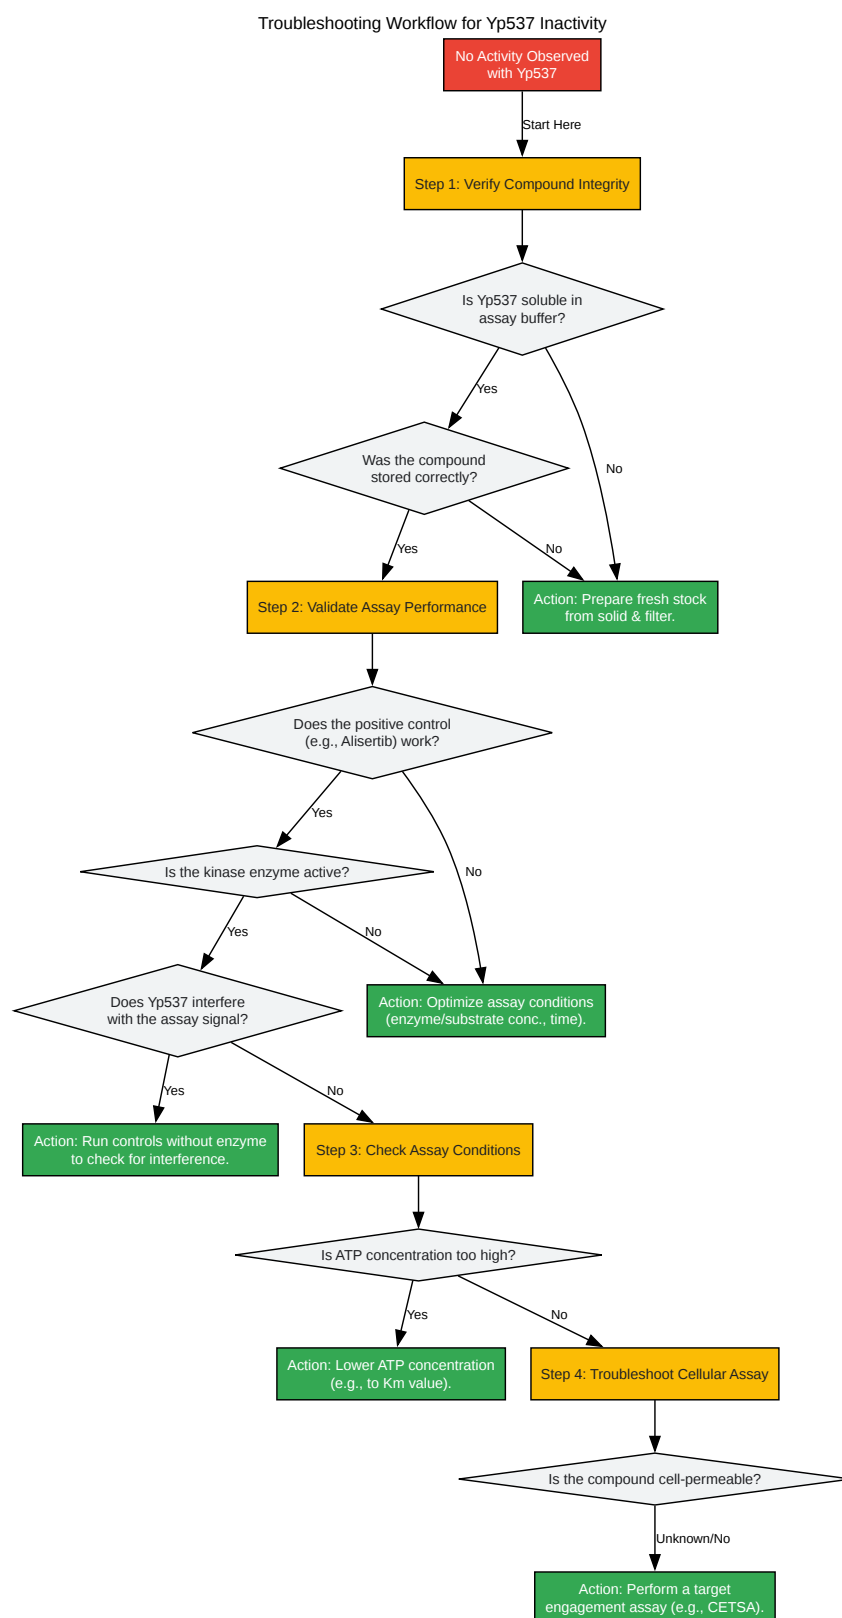 Troubleshooting Workflow for Yp537 Inactivity
No Activity Observed
with Yp537
Start Here
Step 1: Verify Compound Integrity
Is Yp537 soluble in
assay buffer?
Yes
No
Was the compound
stored correctly?
Yes
No
Step 2: Validate Assay Performance
Action: Prepare fresh stock
from solid & filter.
Does the positive control
(e.g., Alisertib) work?
Yes
No
Is the kinase enzyme active?
Yes
No
Does Yp537 interfere
with the assay signal?
Action: Optimize assay conditions
(enzyme/substrate conc., time).
Yes
No
Action: Run controls without enzyme
to check for interference.
Step 3: Check Assay Conditions
Is ATP concentration too high?
Yes
No
Action: Lower ATP concentration
(e.g., to Km value).
Step 4: Troubleshoot Cellular Assay
Is the compound cell-permeable?
Unknown/No
Action: Perform a target
engagement assay (e.g., CETSA).